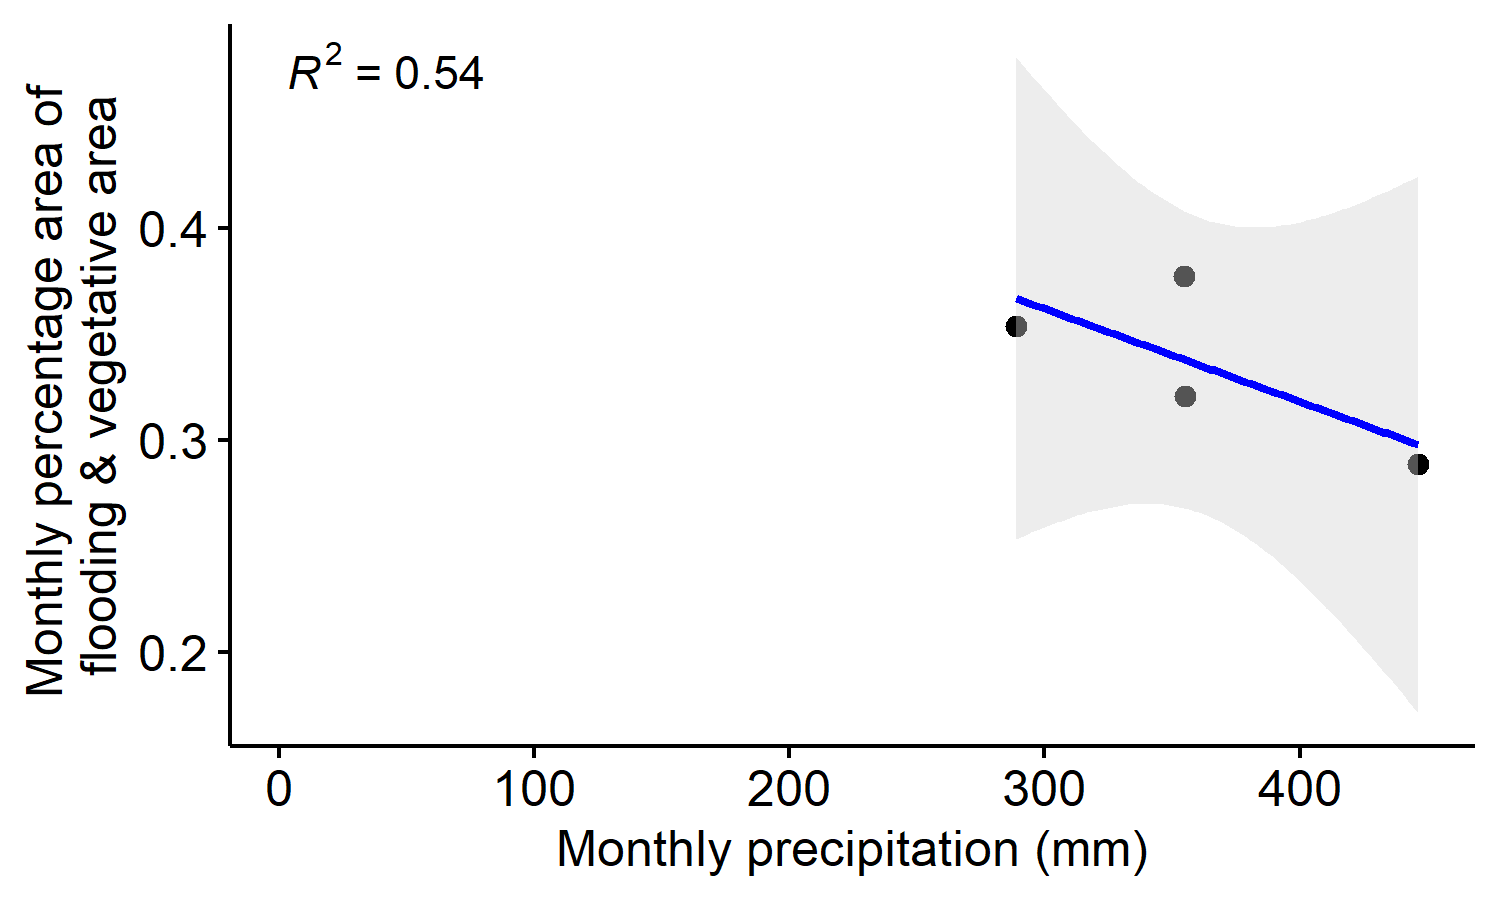 R² = 0.54
Monthly percentage area of
flooding & vegetative area
0.4
0.3
0.2
0 100 200 300 400
Monthly precipitation (mm)